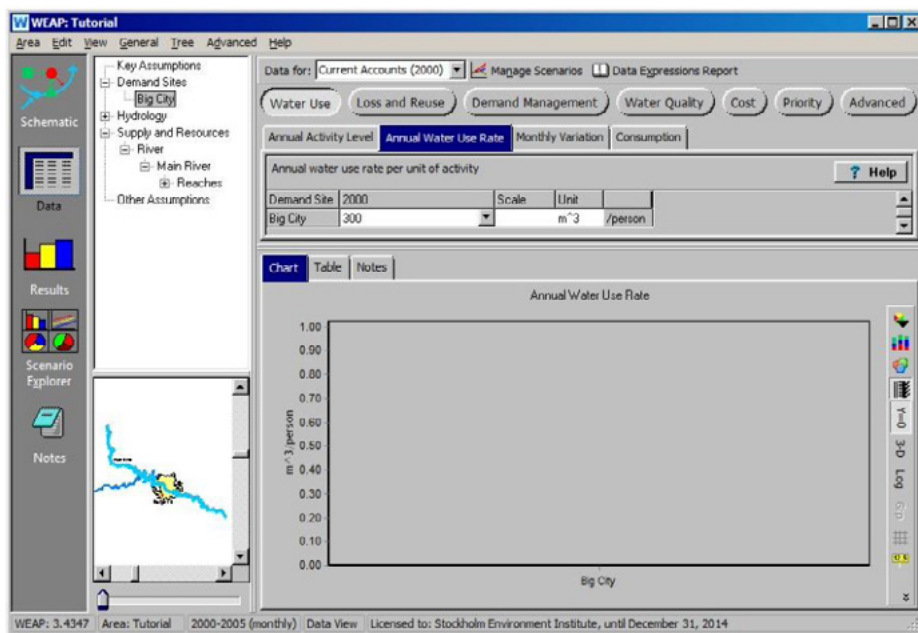 WEAP: Tutorial
Area Edit View General Tree Advanced Help
Schematic
Data
Results
Scenario
Explorer
Notes
Key Assumptions
Demand Sites
Big City
Hydrology
Supply and Resources
River
Main River
Reaches
Other Assumptions
Data for: Current Accounts (2000) Manage Scenarios Data Expressions Report
Water Use Loss and Reuse Demand Management Water Quality Cost Priority Advanced
Annual Activity Level Annual Water Use Rate Monthly Variation Consumption
Annual water use rate per unit of activity
? Help
Demand Site 2000 Scale Unit
Big City 300 m^3 /person
Chart Table Notes
Annual Water Use Rate
m^3/person
1.00
0.90
0.80
0.70
0.60
0.50
0.40
0.30
0.20
0.10
0.00
Big City
Y=0
3-D
Log
WEAP: 3.4347 Area: Tutorial 2000-2005 (monthly) Data View Licensed to: Stockholm Environment Institute, until December 31, 2014